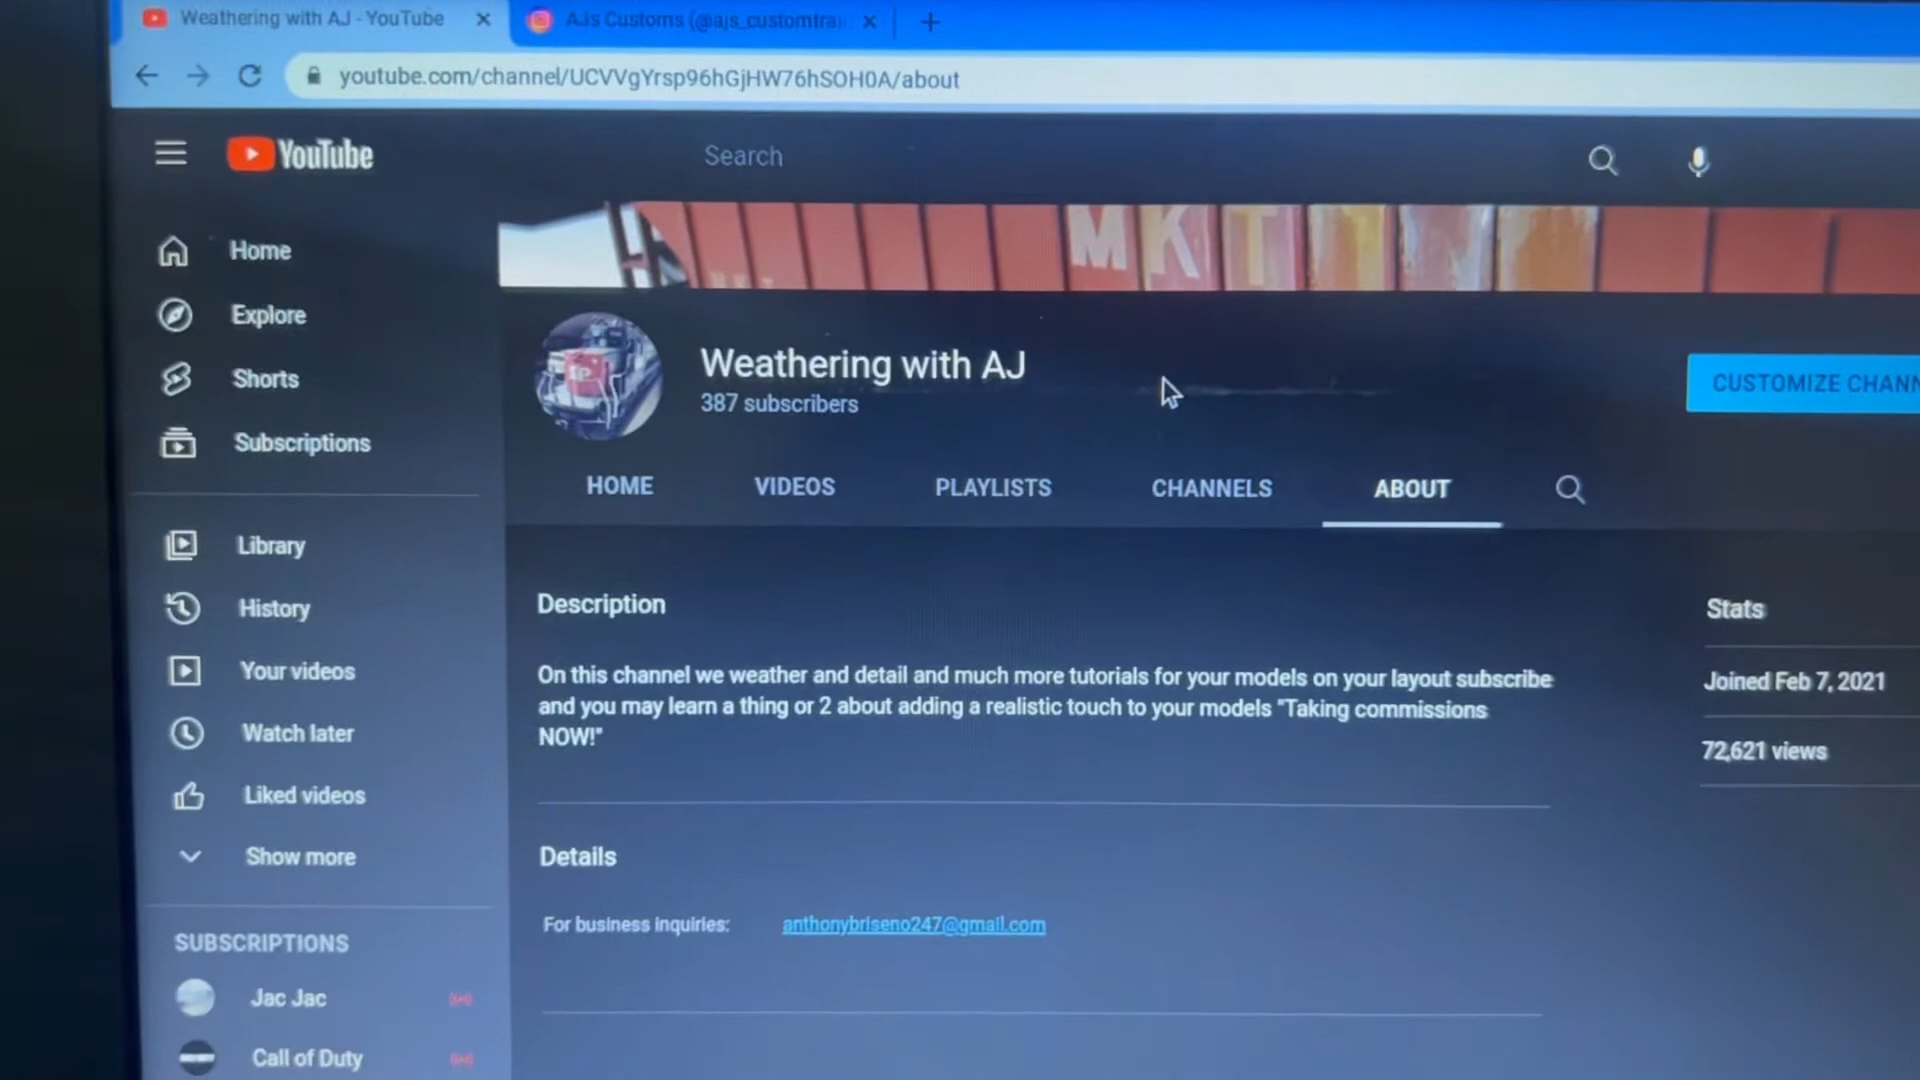 Weathering with AJ - YouTube
AJs Customs (@ajs_customtrai
youtube.com/channel/UCVVgYrsp96hGjHW76hSOH0A/about
YouTube
Search
MKT
Home
Explore
Shorts
Subscriptions
Library
History
Your videos
Watch later
Liked videos
Show more
SUBSCRIPTIONS
Jac Jac
Call of Duty
Weathering with AJ
387 subscribers
CUSTOMIZE CHANN
HOME
VIDEOS
PLAYLISTS
CHANNELS
ABOUT
Description
On this channel we weather and detail and much more tutorials for your models on your layout subscribe
and you may learn a thing or 2 about adding a realistic touch to your models "Taking commissions
NOW!"
Details
For business inquiries:
anthonybriseno247@gmail.com
Stats
Joined Feb 7, 2021
72,621 views